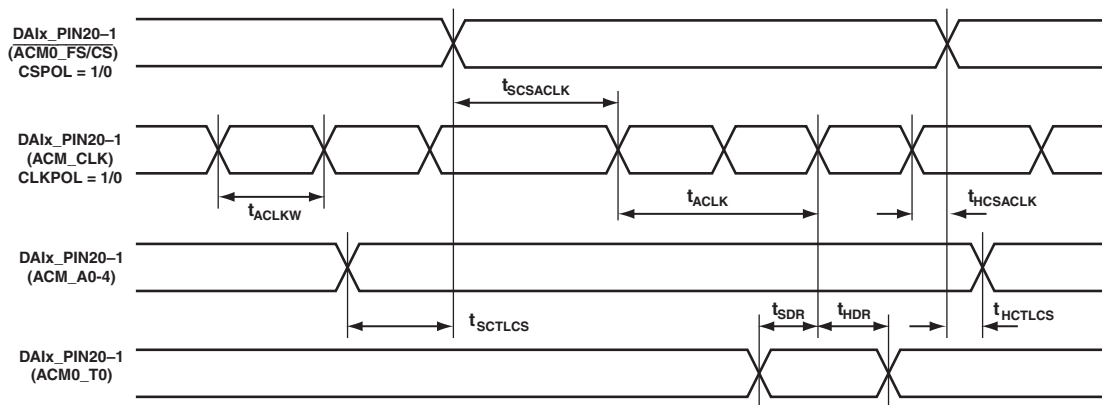 DAIx_PIN20–1
(ACM0_FS/CS)
CSPOL = 1/0
tSCSACLK
DAIx_PIN20–1
(ACM_CLK)
CLKPOL = 1/0
tACLKW
tACLK
tHCSACLK
DAIx_PIN20–1
(ACM_A0-4)
tSCTLCS
tSDR
tHDR
tHCTLCS
DAIx_PIN20–1
(ACM0_T0)